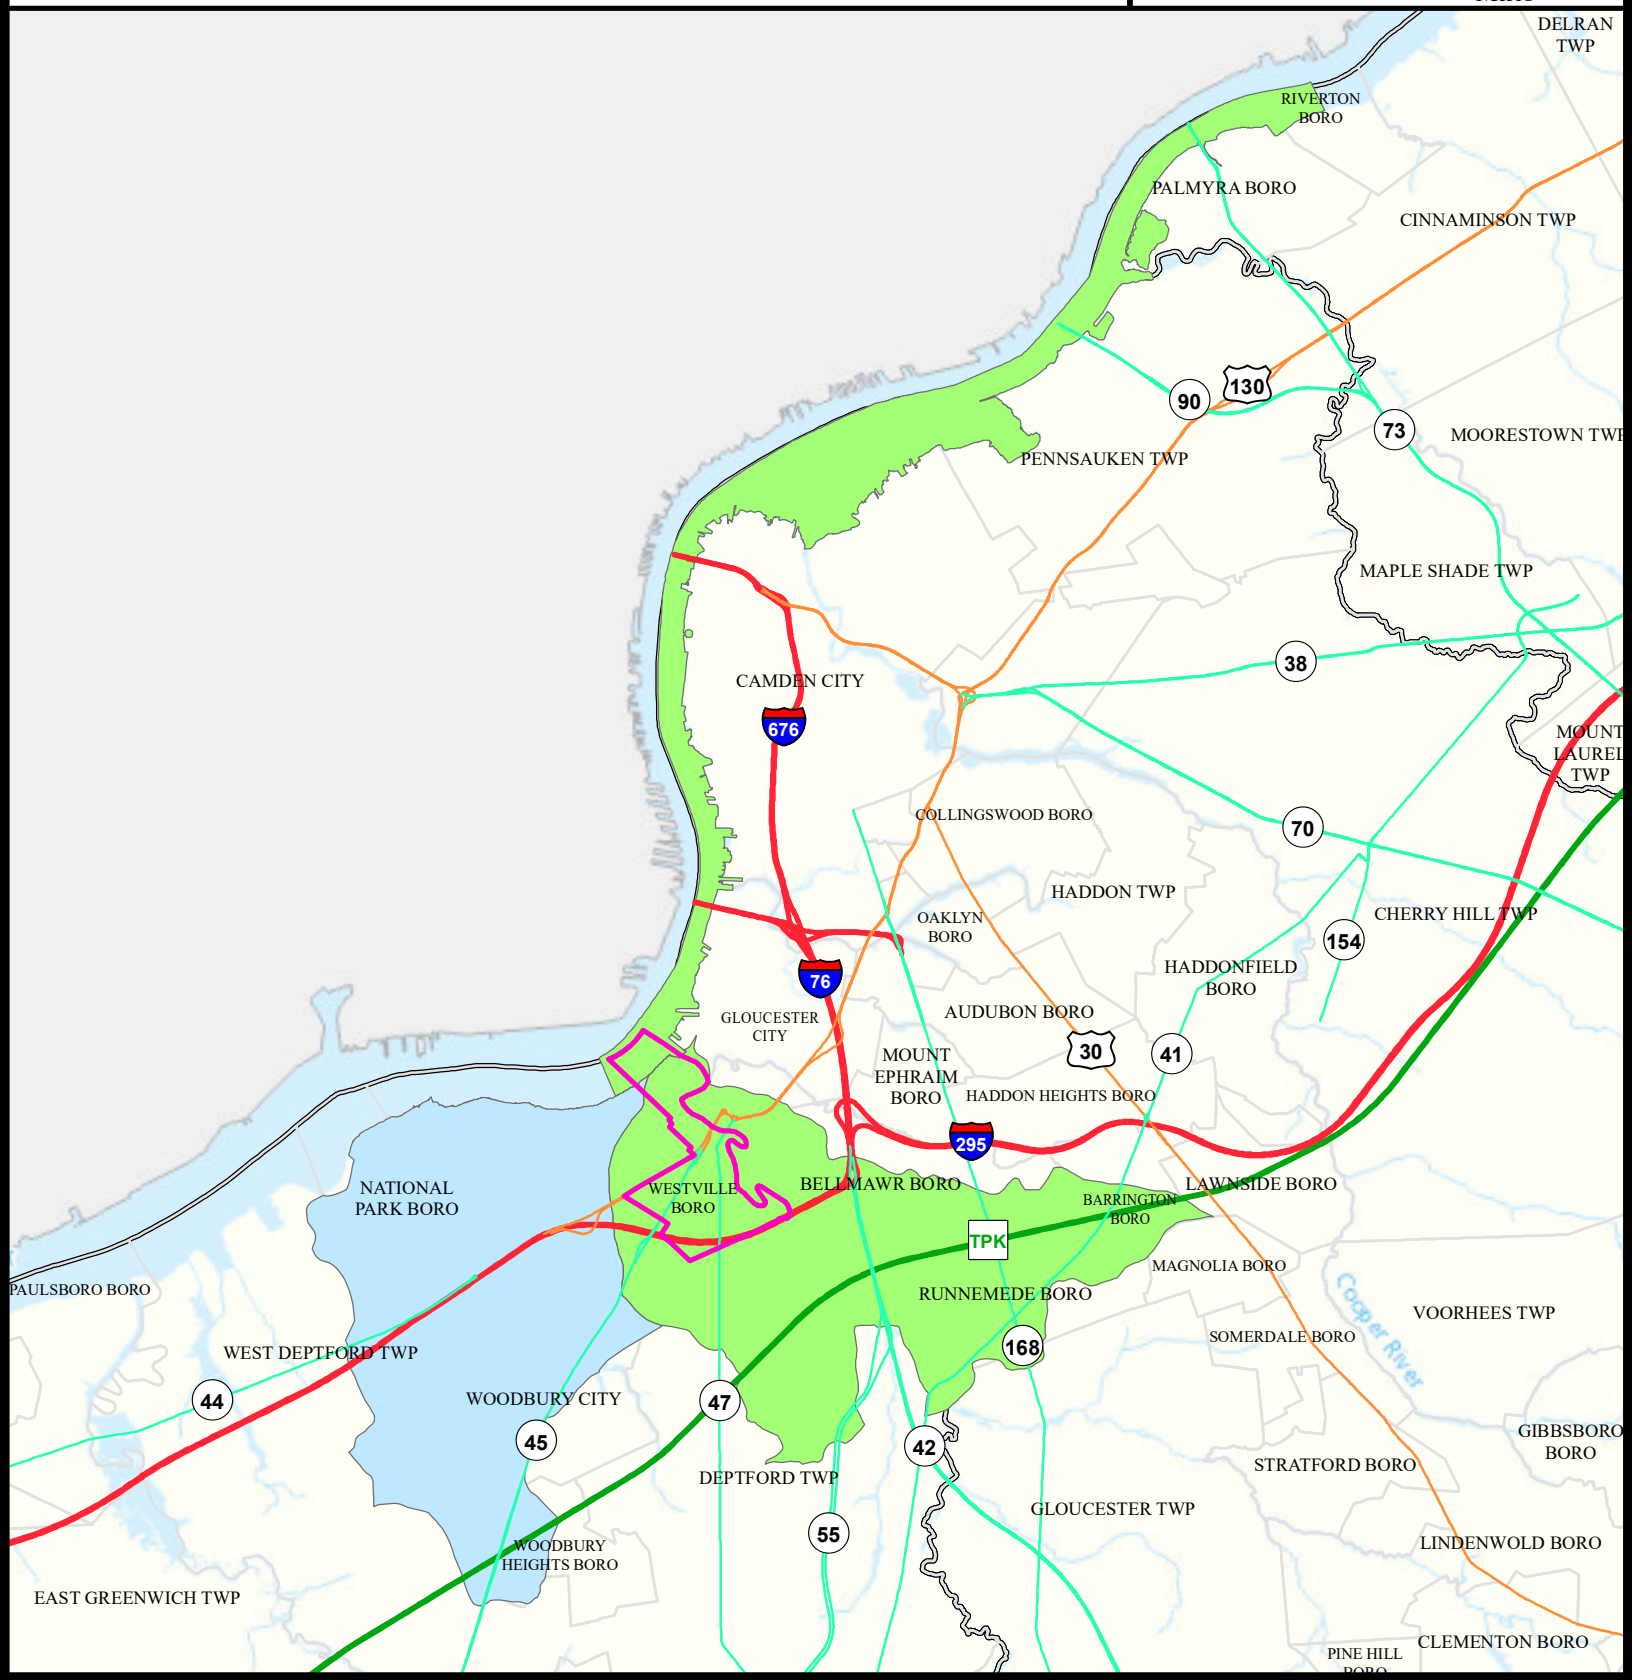 DELRAN
TWP
RIVERTON
BORO
PALMYRA BORO
CINNAMINSON TWP
130
90
73
MOORESTOWN TWP
PENNSAUKEN TWP
MAPLE SHADE TWP
38
CAMDEN CITY
676
MOUNT
LAUREL
TWP
COLLINGSWOOD BORO
70
HADDON TWP
OAKLYN
BORO
CHERRY HILL TWP
154
76
HADDONFIELD
BORO
GLOUCESTER
CITY
AUDUBON BORO
30
41
MOUNT
EPHRAIM
BORO
HADDON HEIGHTS BORO
295
NATIONAL
PARK BORO
WESTVILLE
BORO
BELLMAWR BORO
BARRINGTON
BORO
LAWNSIDE BORO
TPK
MAGNOLIA BORO
PAULSBORO BORO
RUNNEMEDE BORO
Cooper River
VOORHEES TWP
SOMERDALE BORO
168
WEST DEPTFORD TWP
44
WOODBURY CITY
47
45
42
GIBBSBORO
BORO
STRATFORD BORO
DEPTFORD TWP
GLOUCESTER TWP
55
LINDENWOLD BORO
WOODBURY
HEIGHTS BORO
EAST GREENWICH TWP
CLEMENTON BORO
PINE HILL
BORO